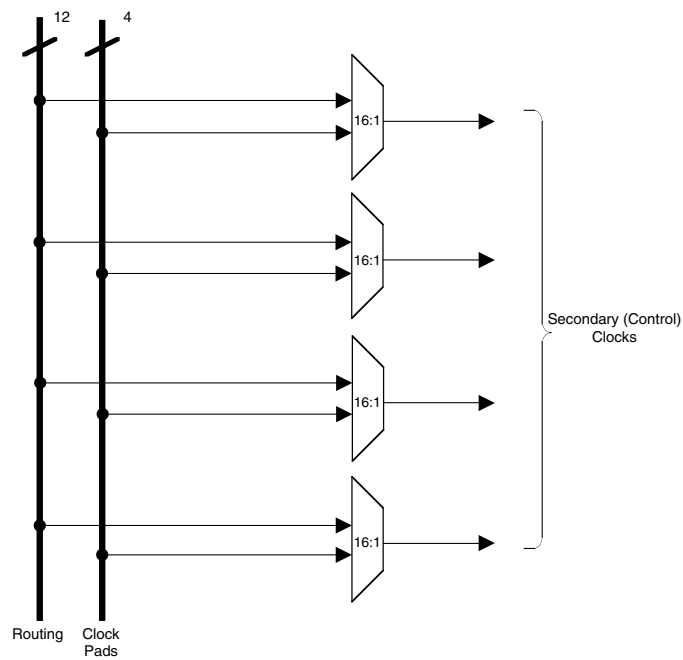 12
4
16:1
16:1
16:1
16:1
Secondary (Control)
Clocks
Routing
Clock
Pads